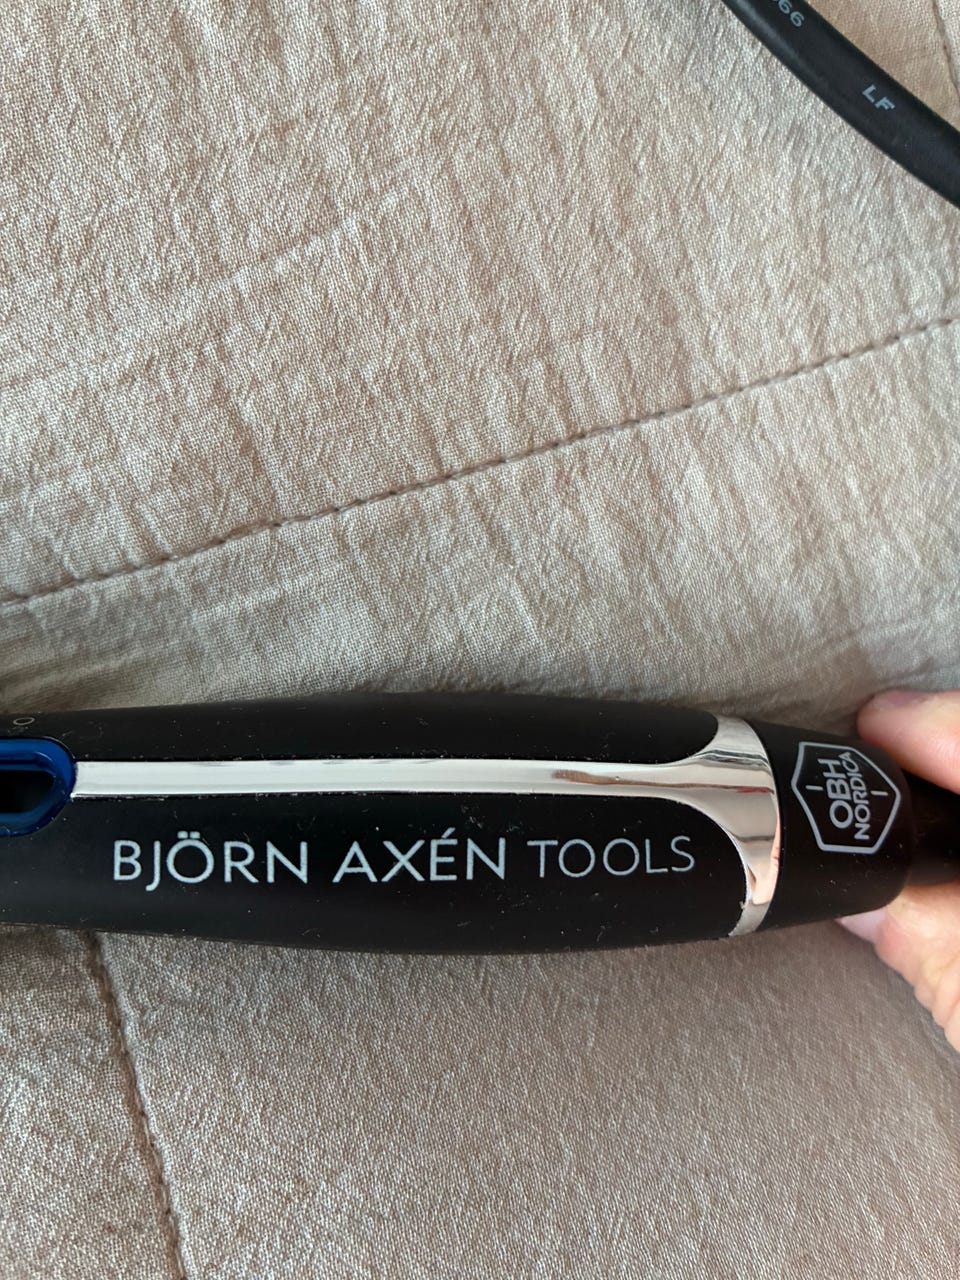 LF
BJÖRN AXÉN TOOLS
OBH
NORDICA